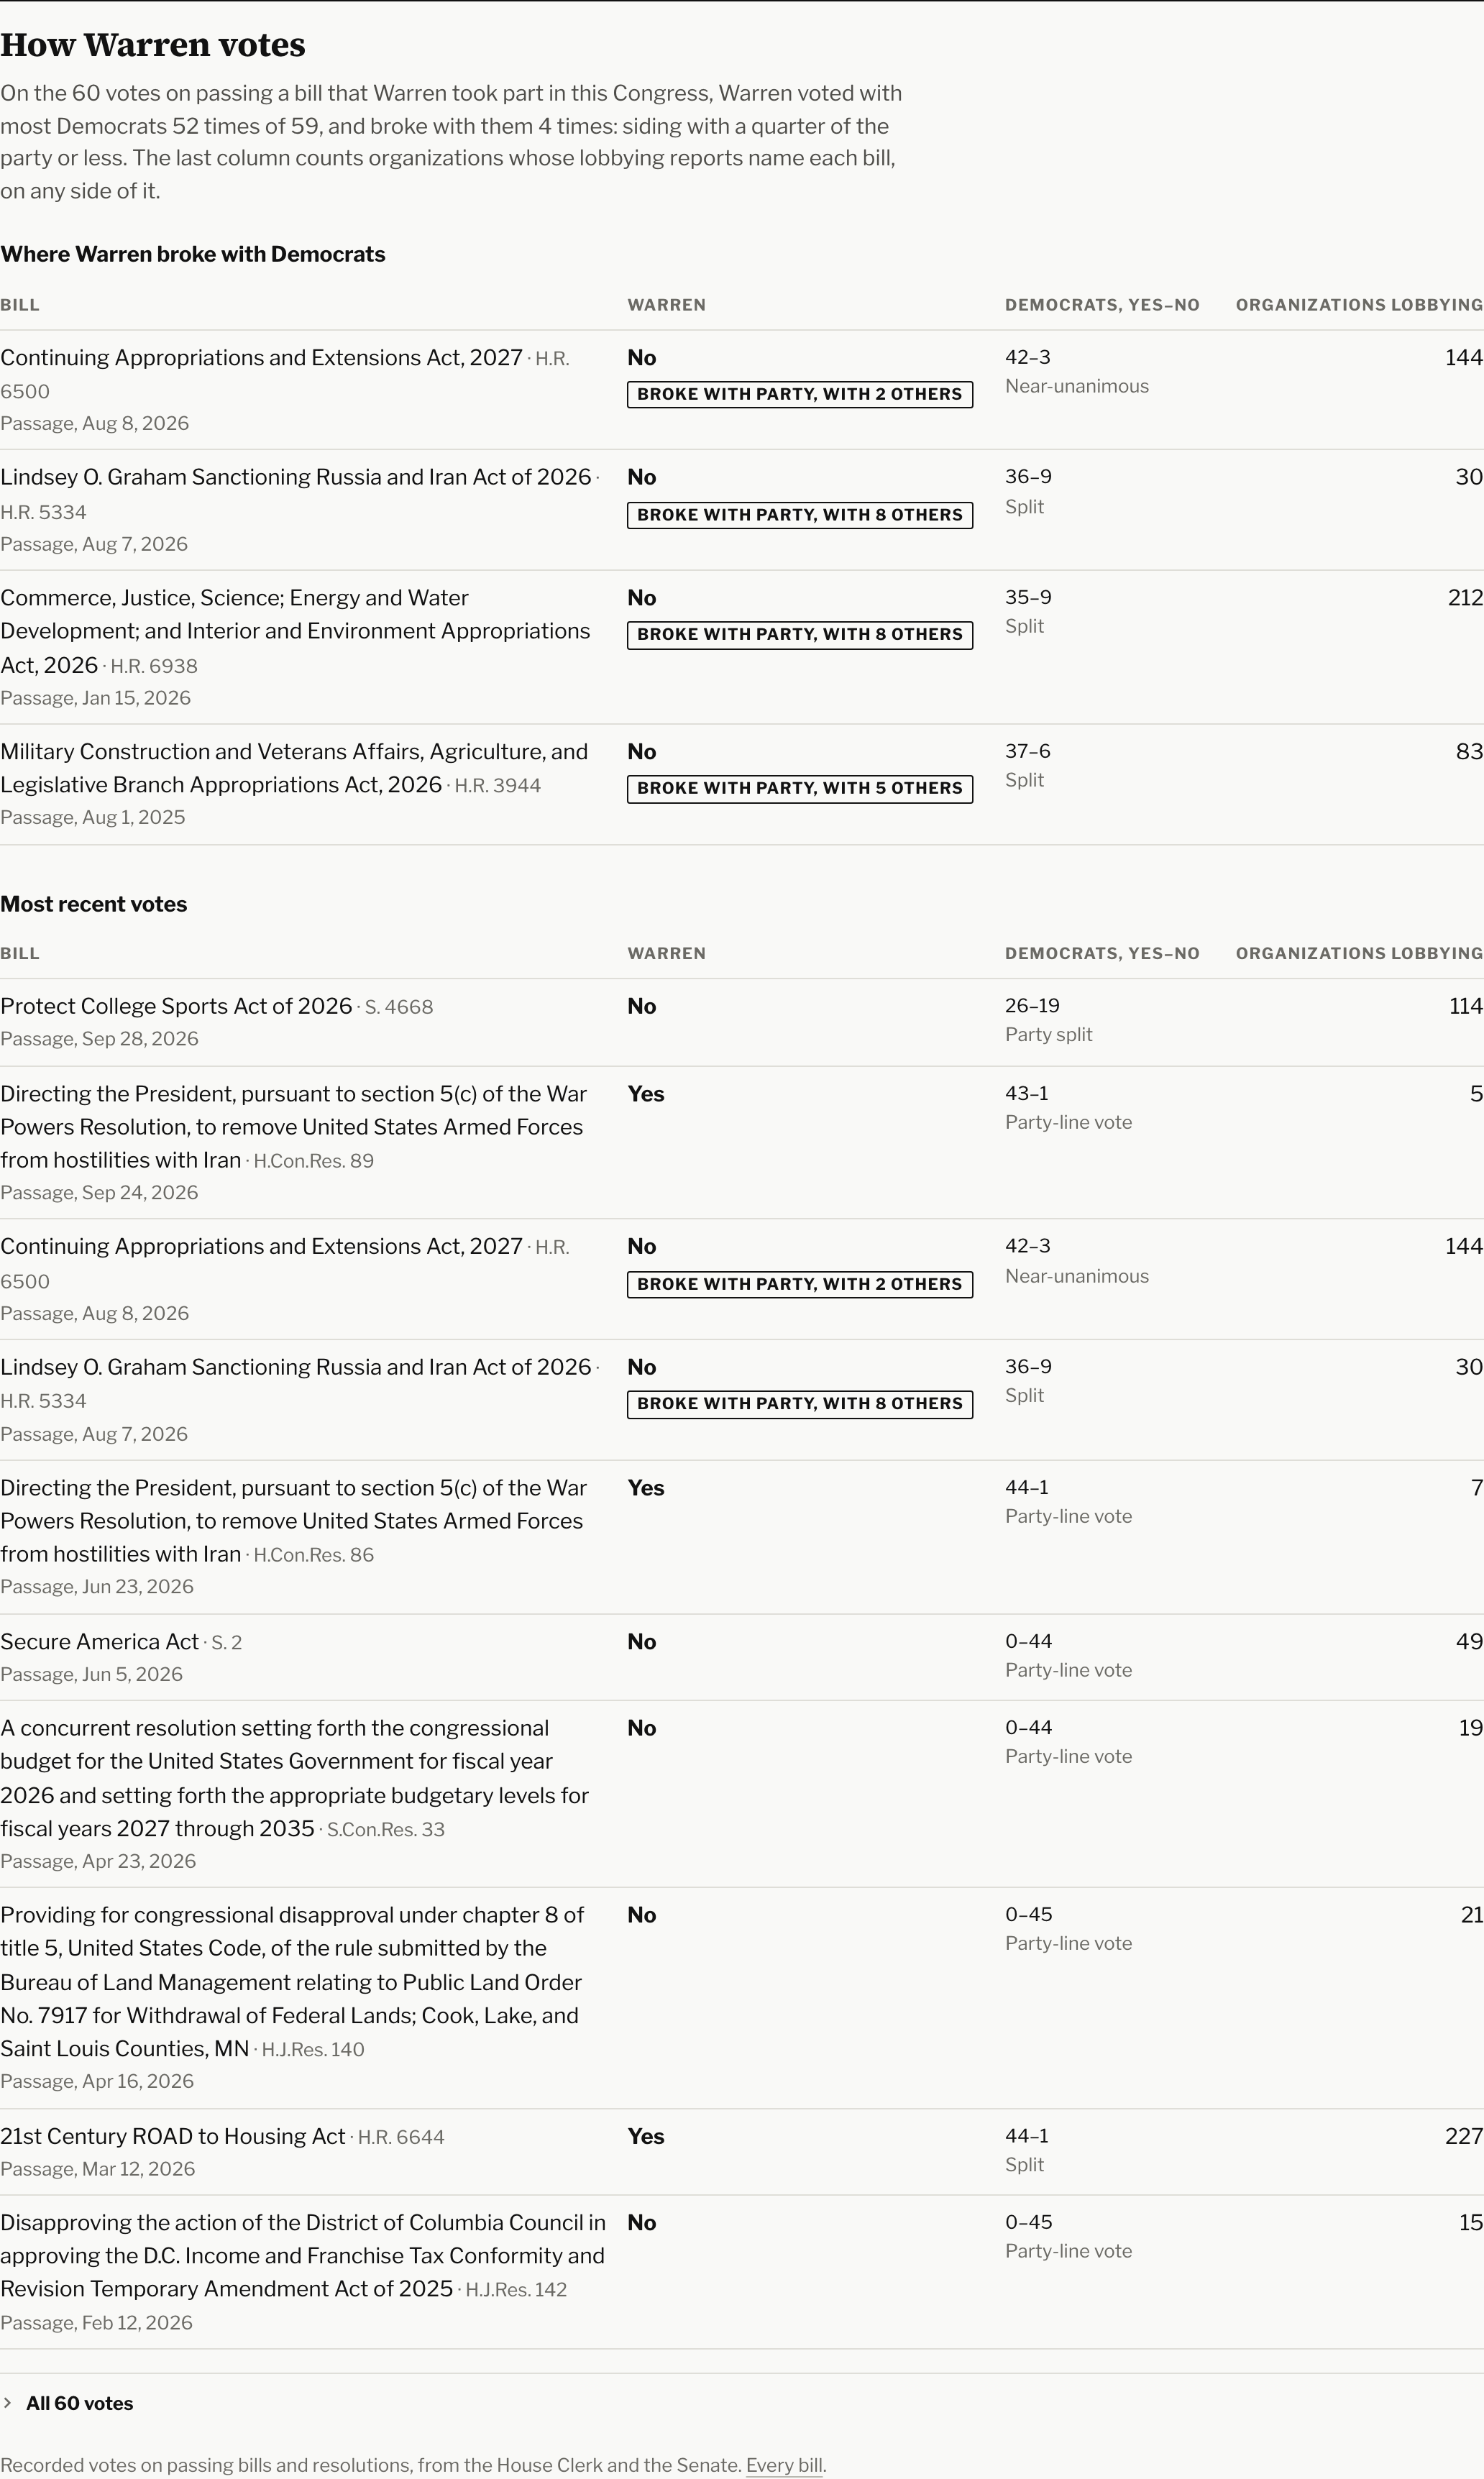 How Warren votes
On the 60 votes on passing a bill that Warren took part in this Congress, Warren voted with
most Democrats 52 times of 59, and broke with them 4 times: siding with a quarter of the
party or less. The last column counts organizations whose lobbying reports name each bill,
on any side of it.
Where Warren broke with Democrats
BILL WARREN DEMOCRATS, YES–NO ORGANIZATIONS LOBBYING
Continuing Appropriations and Extensions Act, 2027 · H.R. No 42–3 144
6500 BROKE WITH PARTY, WITH 2 OTHERS Near-unanimous
Passage, Aug 8, 2026
Lindsey O. Graham Sanctioning Russia and Iran Act of 2026 · No 36–9 30
H.R. 5334 BROKE WITH PARTY, WITH 8 OTHERS Split
Passage, Aug 7, 2026
Commerce, Justice, Science; Energy and Water No 35–9 212
Development; and Interior and Environment Appropriations BROKE WITH PARTY, WITH 8 OTHERS Split
Act, 2026 · H.R. 6938
Passage, Jan 15, 2026
Military Construction and Veterans Affairs, Agriculture, and No 37–6 83
Legislative Branch Appropriations Act, 2026 · H.R. 3944 BROKE WITH PARTY, WITH 5 OTHERS Split
Passage, Aug 1, 2025
Most recent votes
BILL WARREN DEMOCRATS, YES–NO ORGANIZATIONS LOBBYING
Protect College Sports Act of 2026 · S. 4668 No 26–19 114
Passage, Sep 28, 2026 Party split
Directing the President, pursuant to section 5(c) of the War Yes 43–1 5
Powers Resolution, to remove United States Armed Forces Party-line vote
from hostilities with Iran · H.Con.Res. 89
Passage, Sep 24, 2026
Continuing Appropriations and Extensions Act, 2027 · H.R. No 42–3 144
6500 BROKE WITH PARTY, WITH 2 OTHERS Near-unanimous
Passage, Aug 8, 2026
Lindsey O. Graham Sanctioning Russia and Iran Act of 2026 · No 36–9 30
H.R. 5334 BROKE WITH PARTY, WITH 8 OTHERS Split
Passage, Aug 7, 2026
Directing the President, pursuant to section 5(c) of the War Yes 44–1 7
Powers Resolution, to remove United States Armed Forces Party-line vote
from hostilities with Iran · H.Con.Res. 86
Passage, Jun 23, 2026
Secure America Act · S. 2 No 0–44 49
Passage, Jun 5, 2026 Party-line vote
A concurrent resolution setting forth the congressional No 0–44 19
budget for the United States Government for fiscal year Party-line vote
2026 and setting forth the appropriate budgetary levels for
fiscal years 2027 through 2035 · S.Con.Res. 33
Passage, Apr 23, 2026
Providing for congressional disapproval under chapter 8 of No 0–45 21
title 5, United States Code, of the rule submitted by the Party-line vote
Bureau of Land Management relating to Public Land Order
No. 7917 for Withdrawal of Federal Lands; Cook, Lake, and
Saint Louis Counties, MN · H.J.Res. 140
Passage, Apr 16, 2026
21st Century ROAD to Housing Act · H.R. 6644 Yes 44–1 227
Passage, Mar 12, 2026 Split
Disapproving the action of the District of Columbia Council in No 0–45 15
approving the D.C. Income and Franchise Tax Conformity and Party-line vote
Revision Temporary Amendment Act of 2025 · H.J.Res. 142
Passage, Feb 12, 2026
All 60 votes
Recorded votes on passing bills and resolutions, from the House Clerk and the Senate. Every bill.